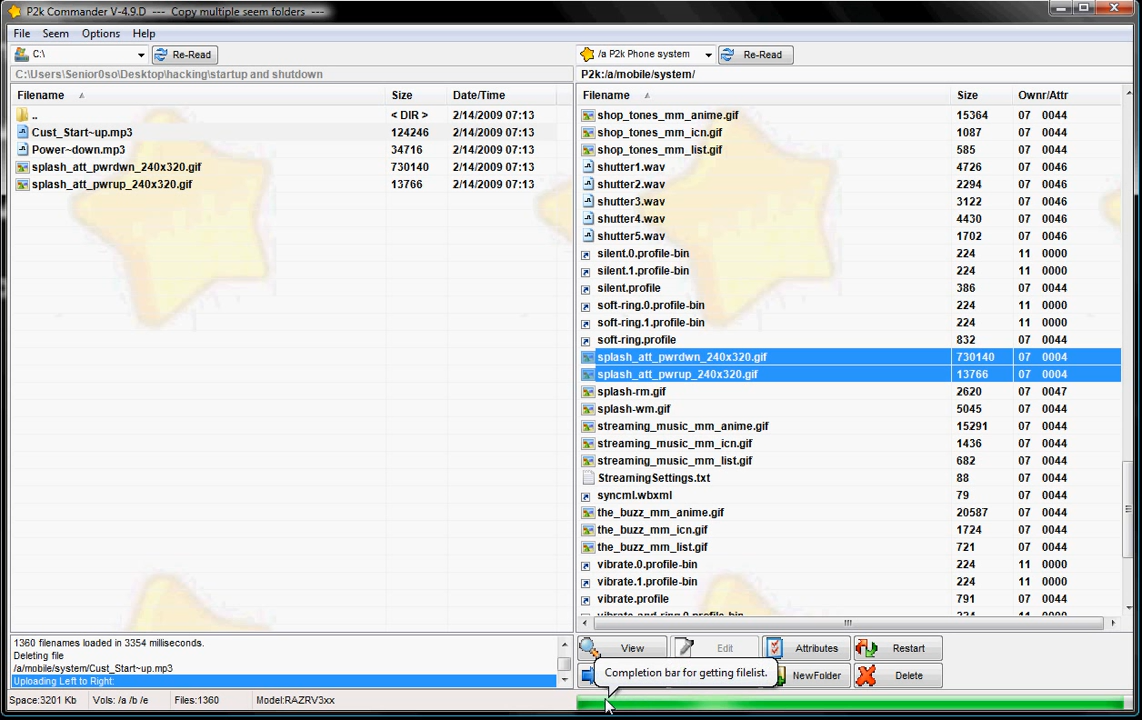 P2k Commander V-4.9.D --- Copy multiple seem folders ---
File Seem Options Help
C:\ Re-Read
C:\Users\Senior0so\Desktop\hacking\startup and shutdown
Filename Size Date/Time
.. < DIR > 2/14/2009 07:13
Cust_Start~up.mp3 124246 2/14/2009 07:13
Power~down.mp3 34716 2/14/2009 07:13
splash_att_pwrdwn_240x320.gif 730140 2/14/2009 07:13
splash_att_pwrup_240x320.gif 13766 2/14/2009 07:13
/a P2k Phone system Re-Read
P2k:/a/mobile/system/
Filename Size Ownr/Attr
shop_tones_mm_anime.gif 15364 07 0044
shop_tones_mm_icn.gif 1087 07 0044
shop_tones_mm_list.gif 585 07 0044
shutter1.wav 4726 07 0046
shutter2.wav 2294 07 0046
shutter3.wav 3122 07 0046
shutter4.wav 4430 07 0046
shutter5.wav 1702 07 0046
silent.0.profile-bin 224 11 0000
silent.1.profile-bin 224 11 0000
silent.profile 386 07 0044
soft-ring.0.profile-bin 224 11 0000
soft-ring.1.profile-bin 224 11 0000
soft-ring.profile 832 07 0044
splash_att_pwrdwn_240x320.gif 730140 07 0004
splash_att_pwrup_240x320.gif 13766 07 0004
splash-rm.gif 2620 07 0047
splash-wm.gif 5045 07 0044
streaming_music_mm_anime.gif 15291 07 0044
streaming_music_mm_icn.gif 1436 07 0044
streaming_music_mm_list.gif 682 07 0044
StreamingSettings.txt 88 07 0044
syncml.wbxml 79 07 0044
the_buzz_mm_anime.gif 20587 07 0044
the_buzz_mm_icn.gif 1724 07 0044
the_buzz_mm_list.gif 721 07 0044
vibrate.0.profile-bin 224 11 0000
vibrate.1.profile-bin 224 11 0000
vibrate.profile 791 07 0044
vibrate-and-ring.0.profile-bin 224 11 0000
1360 filenames loaded in 3354 milliseconds.
Deleting file
/a/mobile/system/Cust_Start~up.mp3
Uploading Left to Right:
View Edit Attributes Restart
Completion bar for getting filelist.
NewFolder Delete
Space:3201 Kb Vols: /a /b /e Files:1360 Model:RAZRV3xx